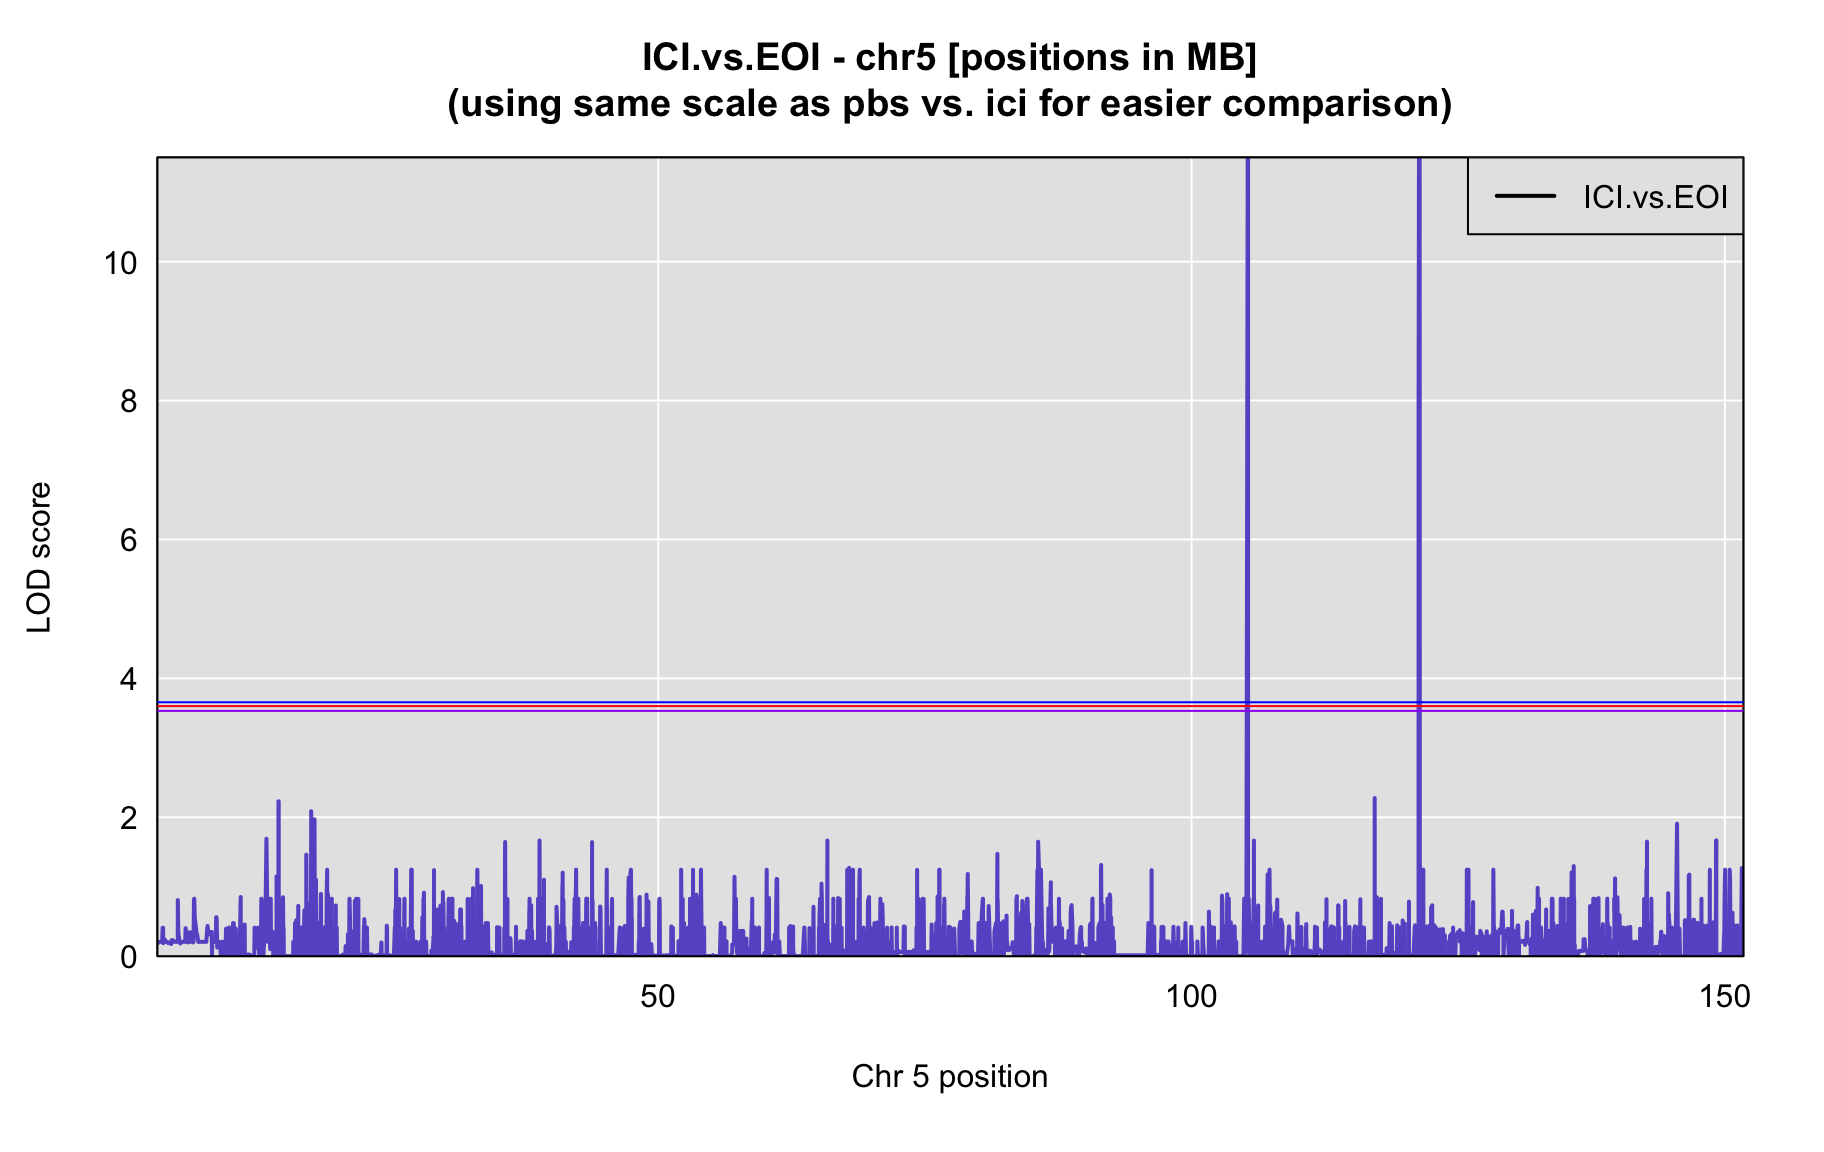 ICI.vs.EOI - chr5 [positions in MB]
(using same scale as pbs vs. ici for easier comparison)
ICI.vs.EOI
10
8
6
4
2
0
LOD score
50
100
150
Chr 5 position